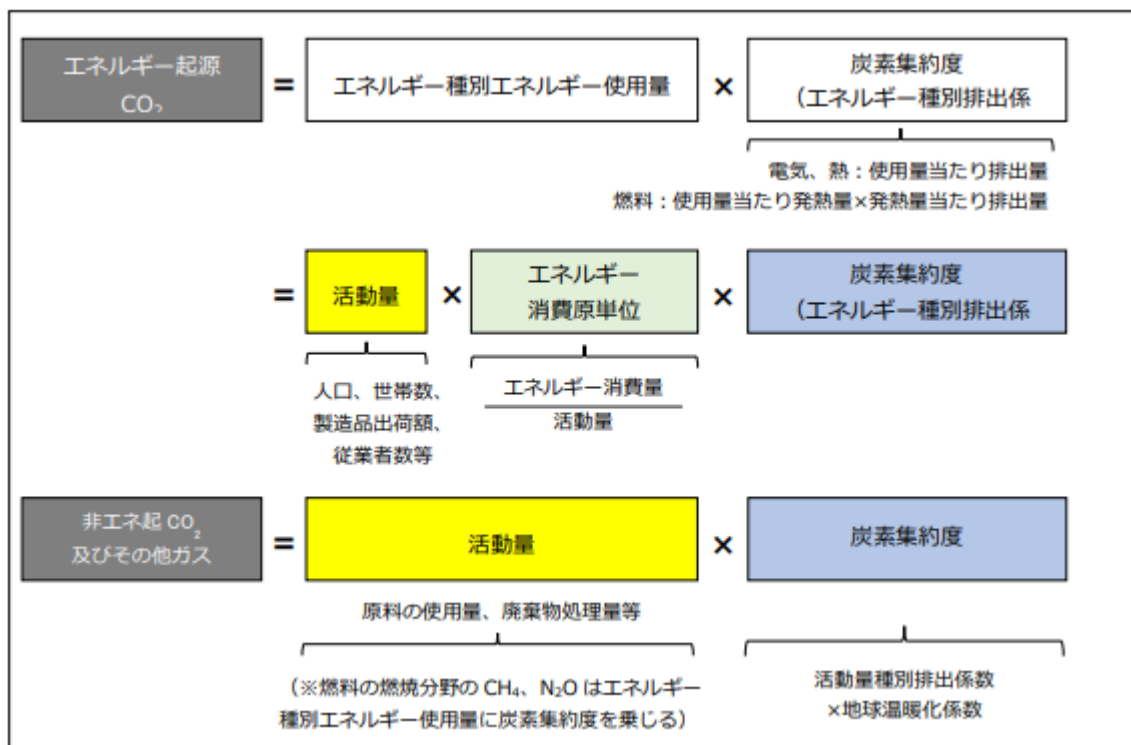 エネルギー起源
CO₂
=
エネルギー種別エネルギー使用量
×
炭素集約度
(エネルギー種別排出係
電気、熱:使用量当たり排出量
燃料:使用量当たり発熱量×発熱量当たり排出量
=
活動量
×
エネルギー
消費原単位
×
炭素集約度
(エネルギー種別排出係
人口、世帯数、
製造品出荷額、
従業者数等
エネルギー消費量
活動量
非エネ起 CO₂
及びその他ガス
=
活動量
×
炭素集約度
原料の使用量、廃棄物処理量等
(※燃料の燃焼分野の CH₄、N₂O はエネルギー
種別エネルギー使用量に炭素集約度を乗じる)
活動量種別排出係数
×地球温暖化係数